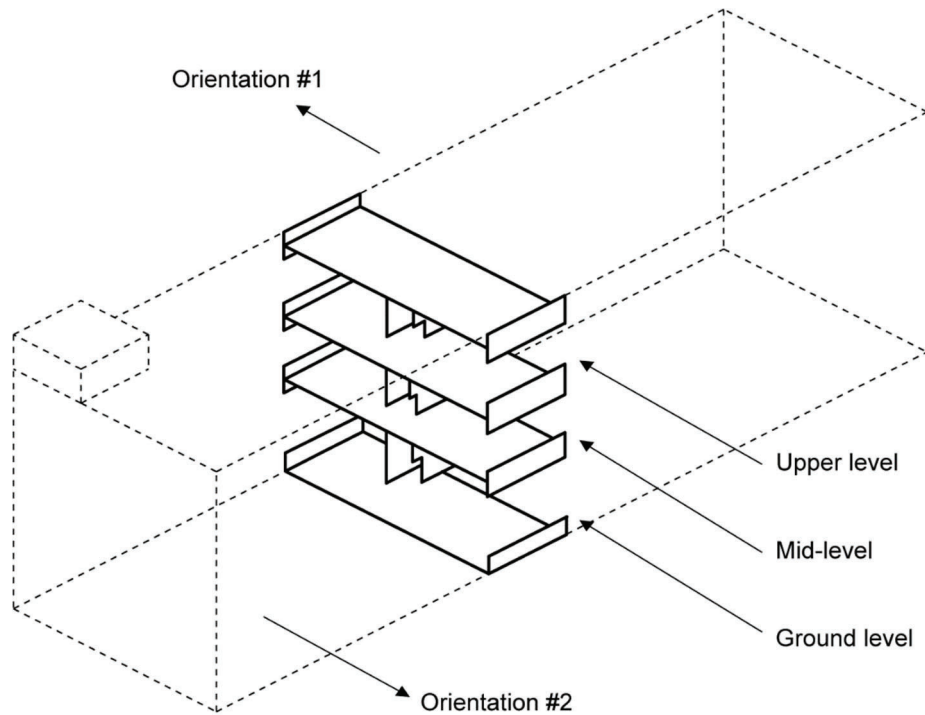 Orientation #1
Upper level
Mid-level
Ground level
Orientation #2